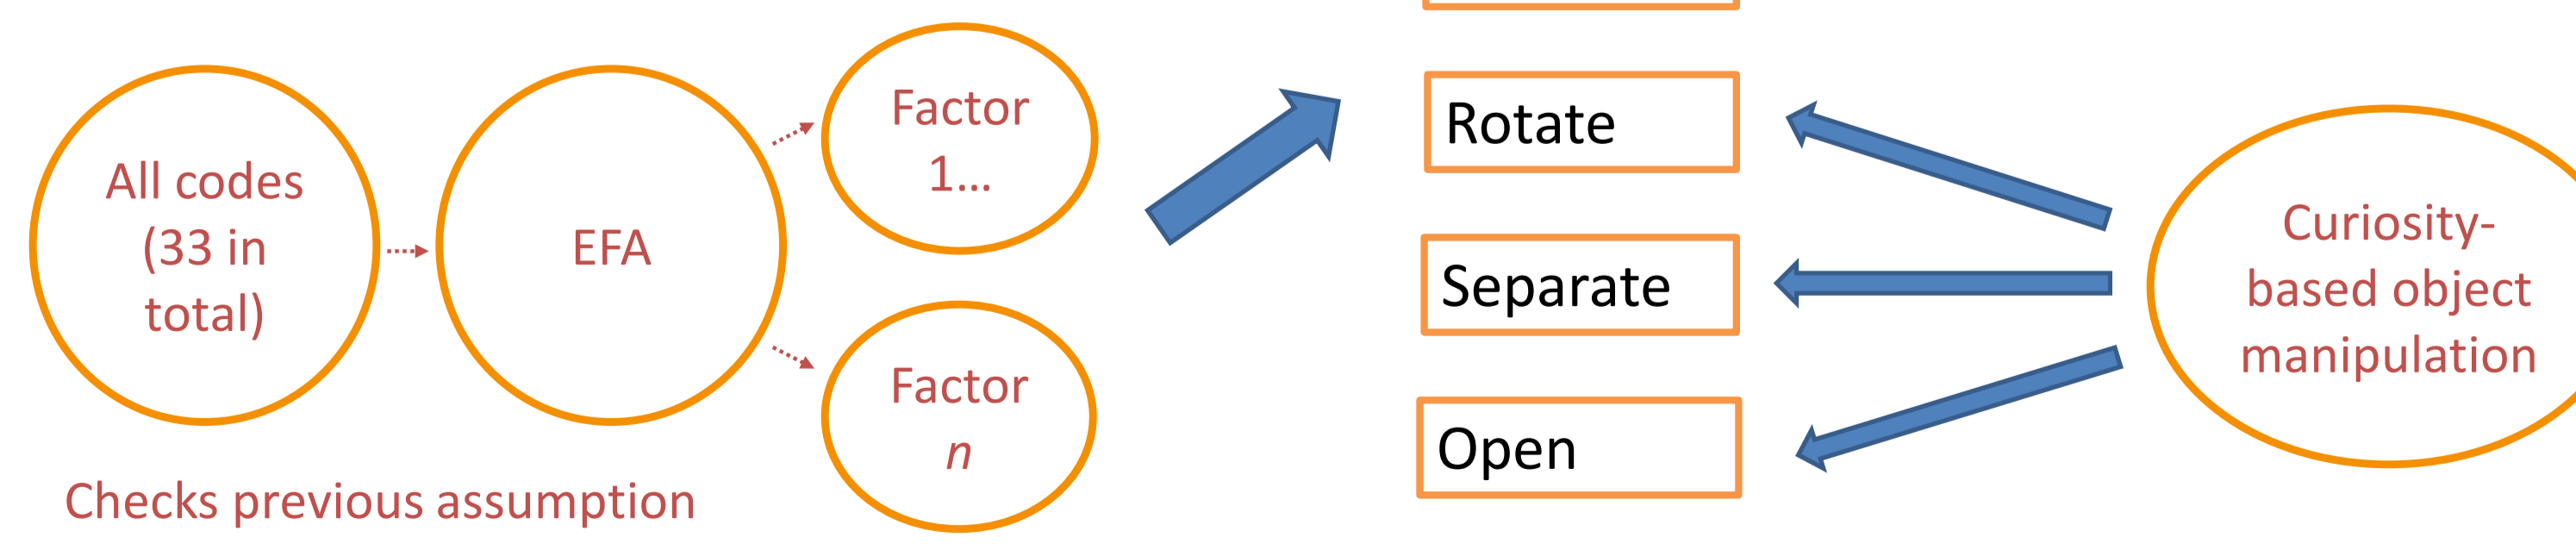 All codes
(33 in
total)
EFA
Factor
1...
Factor
n
Checks previous assumption
Rotate
Separate
Open
Curiosity-
based object
manipulation